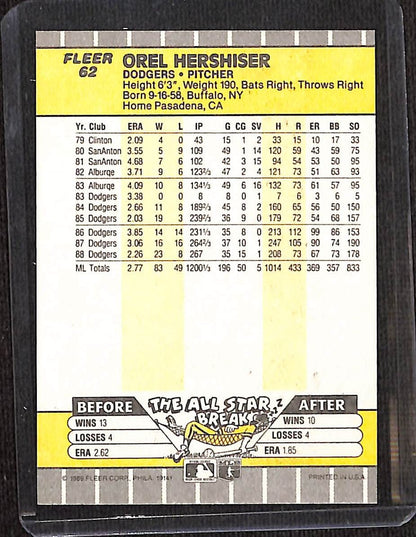 FLEER
62
OREL HERSHISER
DODGERS • PITCHER
Height 6'3", Weight 190, Bats Right, Throws Right
Born 9-16-58, Buffalo, NY
Home Pasadena, CA
Yr. Club ERA W L IP G CG SV H R ER BB SO
79 Clinton 2.09 4 0 43 15 1 2 33 15 10 17 33
80 SanAnton 3.55 5 9 109 49 1 14 120 59 43 59 75
81 SanAnton 4.68 7 6 102 42 3 15 94 54 53 50 95
82 Alburqe 3.71 9 6 123⅔ 47 2 4 121 73 51 63 93
83 Alburqe 4.09 10 8 134⅓ 49 6 16 132 73 61 57 95
83 Dodgers 3.38 0 0 8 8 0 1 7 6 3 6 5
84 Dodgers 2.66 11 8 189⅔ 45 8 2 160 65 56 50 150
85 Dodgers 2.03 19 3 239⅔ 36 9 0 179 72 54 68 157
86 Dodgers 3.85 14 14 231⅓ 35 8 0 213 112 99 86 153
87 Dodgers 3.06 16 16 264⅔ 37 10 1 247 105 90 74 190
88 Dodgers 2.26 23 8 267 35 15 1 208 73 67 73 178
ML Totals 2.77 83 49 1200⅓ 196 50 5 1014 433 369 357 833
BEFORE THE ALL STAR BREAK AFTER
WINS 13 WINS 10
LOSSES 4 LOSSES 4
ERA 2.62 ERA 1.85
© 1989 FLEER CORP., PHILA. 19141 MLB PRINTED IN U.S.A.